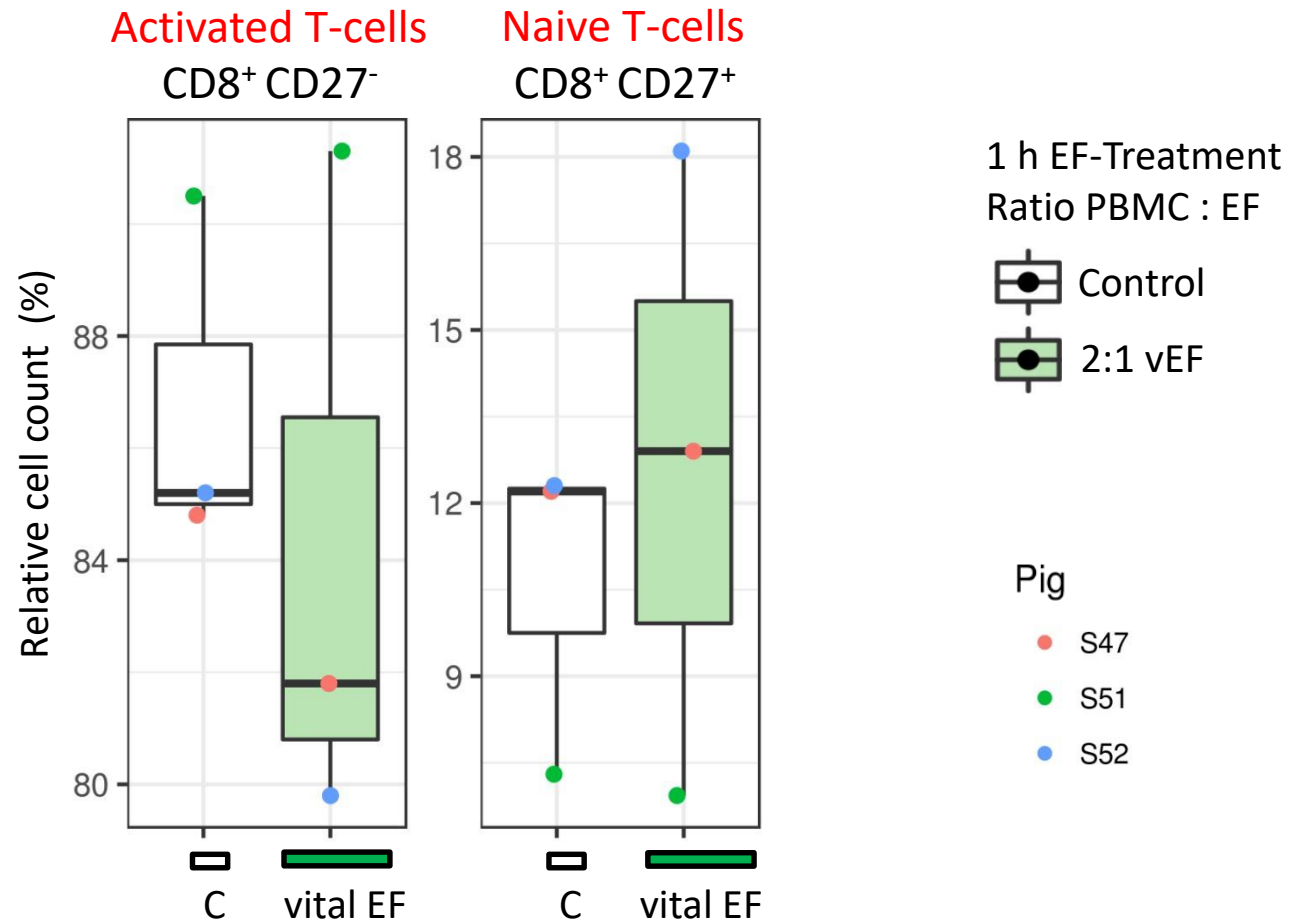 Activated T-cells
CD8+ CD27-
Naive T-cells
CD8+ CD27+
Relative cell count (%)
88
84
80
18
15
12
9
C
vital EF
C
vital EF
1 h EF-Treatment
Ratio PBMC : EF
Control
2:1 vEF
Pig
S47
S51
S52